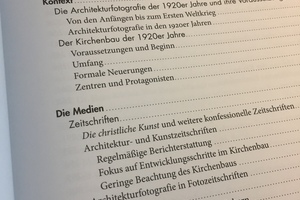 Kontext
Die Architekturfotografie der 1920er Jahre und ihre
Von den Anfängen bis zum Ersten Weltkrieg
Architekturfotografie in den 1920er Jahren
Der Kirchenbau der 1920er Jahre
Voraussetzungen und Beginn
Umfang
Formale Neuerungen
Zentren und Protagonisten
Die Medien
Zeitschriften
Die christliche Kunst und weitere konfessionelle Zeitschriften
Architektur- und Kunstzeitschriften
Regelmäßige Berichterstattung
Fokus auf Entwicklungsschritte im Kirchenbau
Geringe Beachtung des Kirchenbaus
Architekturfotografie in Fotozeitschriften